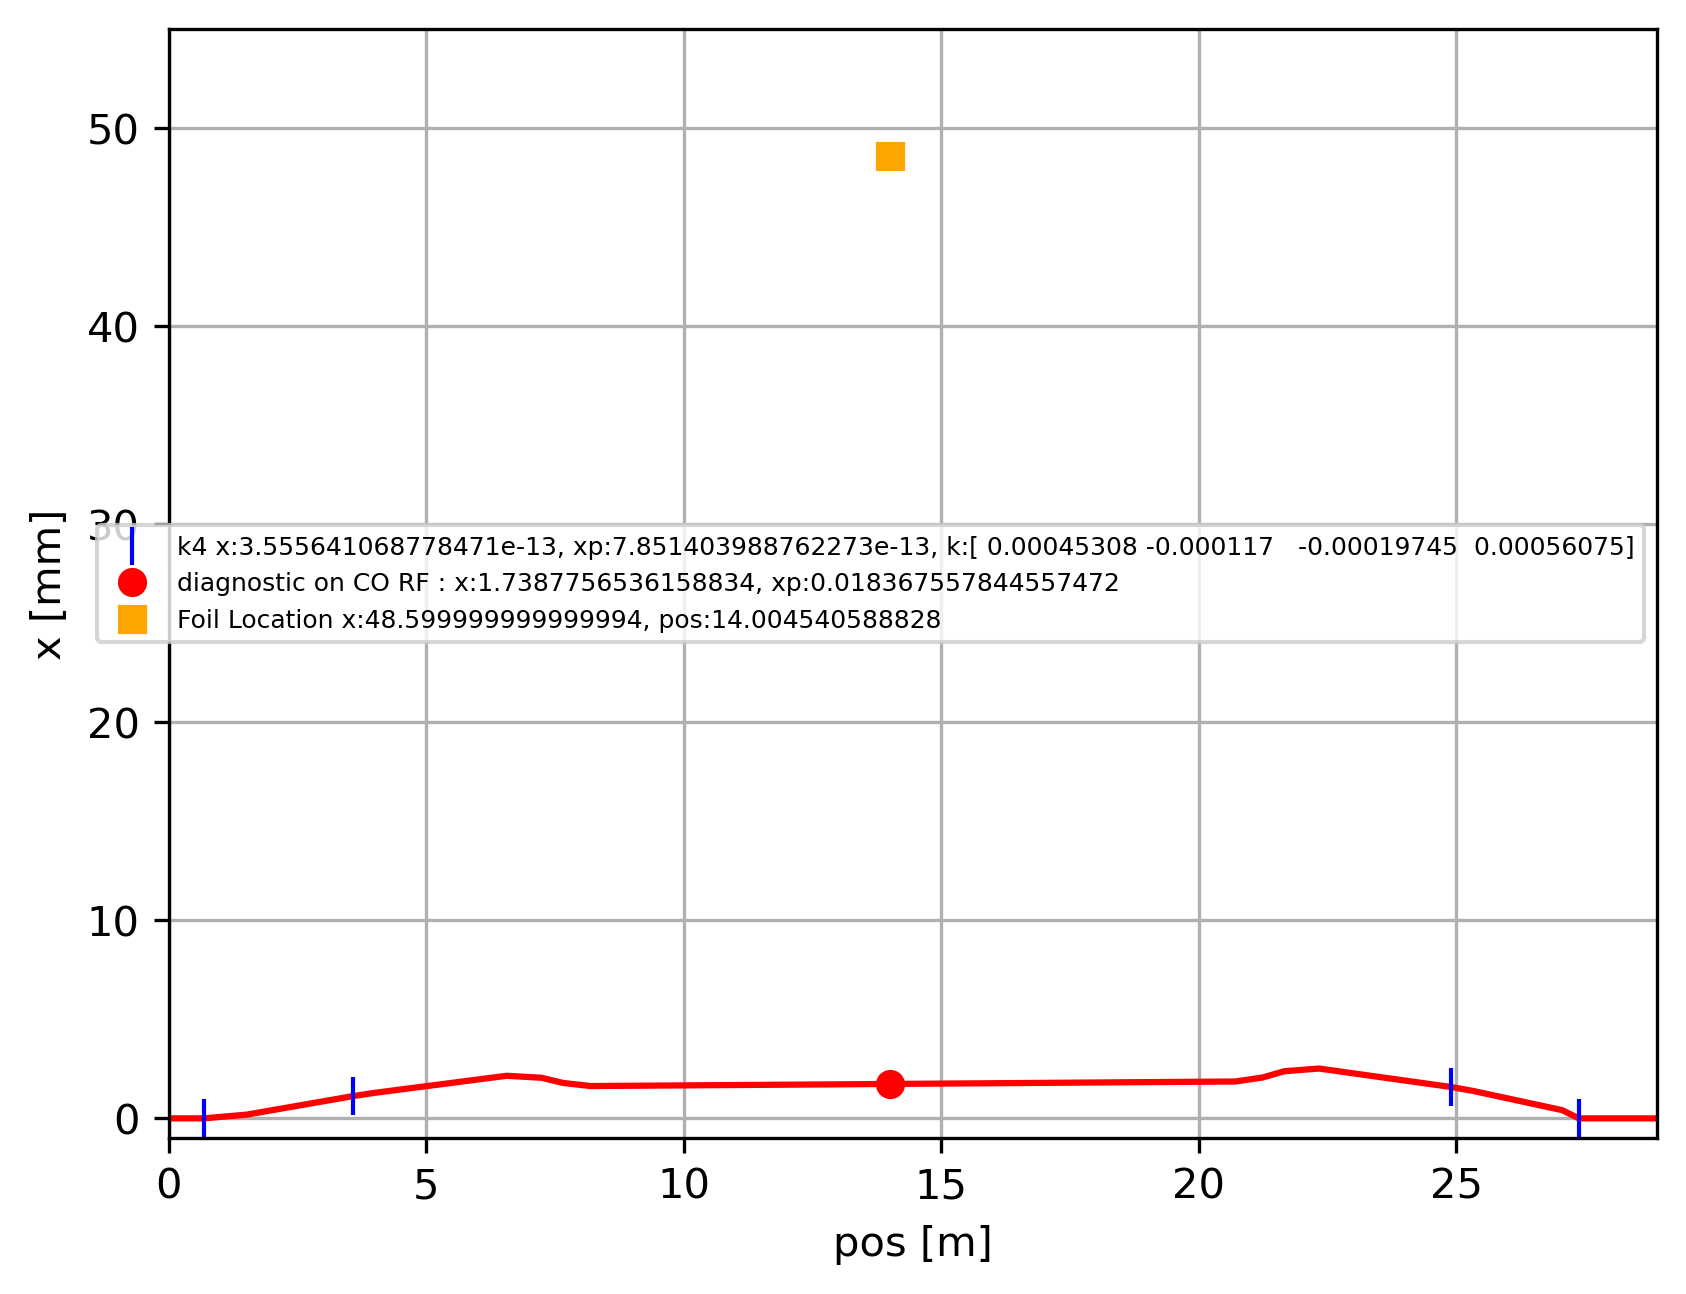 50
40
30
20
10
0
x [mm]
k4 x:3.555641068778471e-13, xp:7.851403988762273e-13, k:[ 0.00045308 -0.000117   -0.00019745  0.00056075]
diagnostic on CO RF : x:1.7387756536158834, xp:0.018367557844557472
Foil Location x:48.599999999999994, pos:14.004540588828
0 5 10 15 20 25
pos [m]